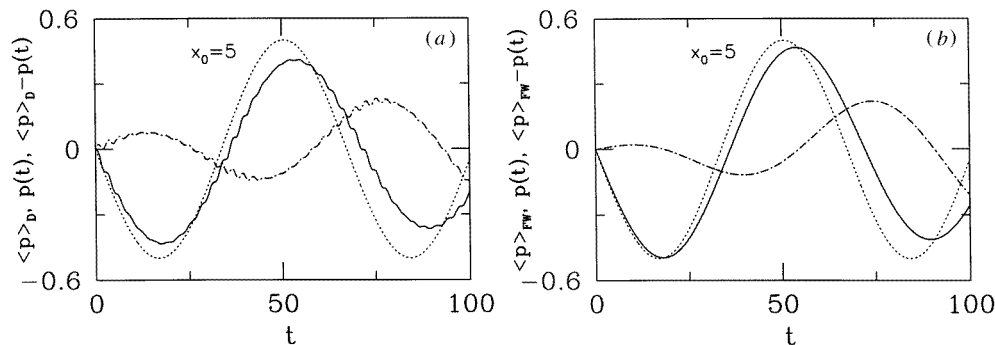 <p>_D, p(t), <p>_D−p(t)
0.6
0
−0.6
x₀=5
(a)
0 50 100
t
<p>_FW, p(t), <p>_FW−p(t)
0.6
0
−0.6
x₀=5
(b)
0 50 100
t